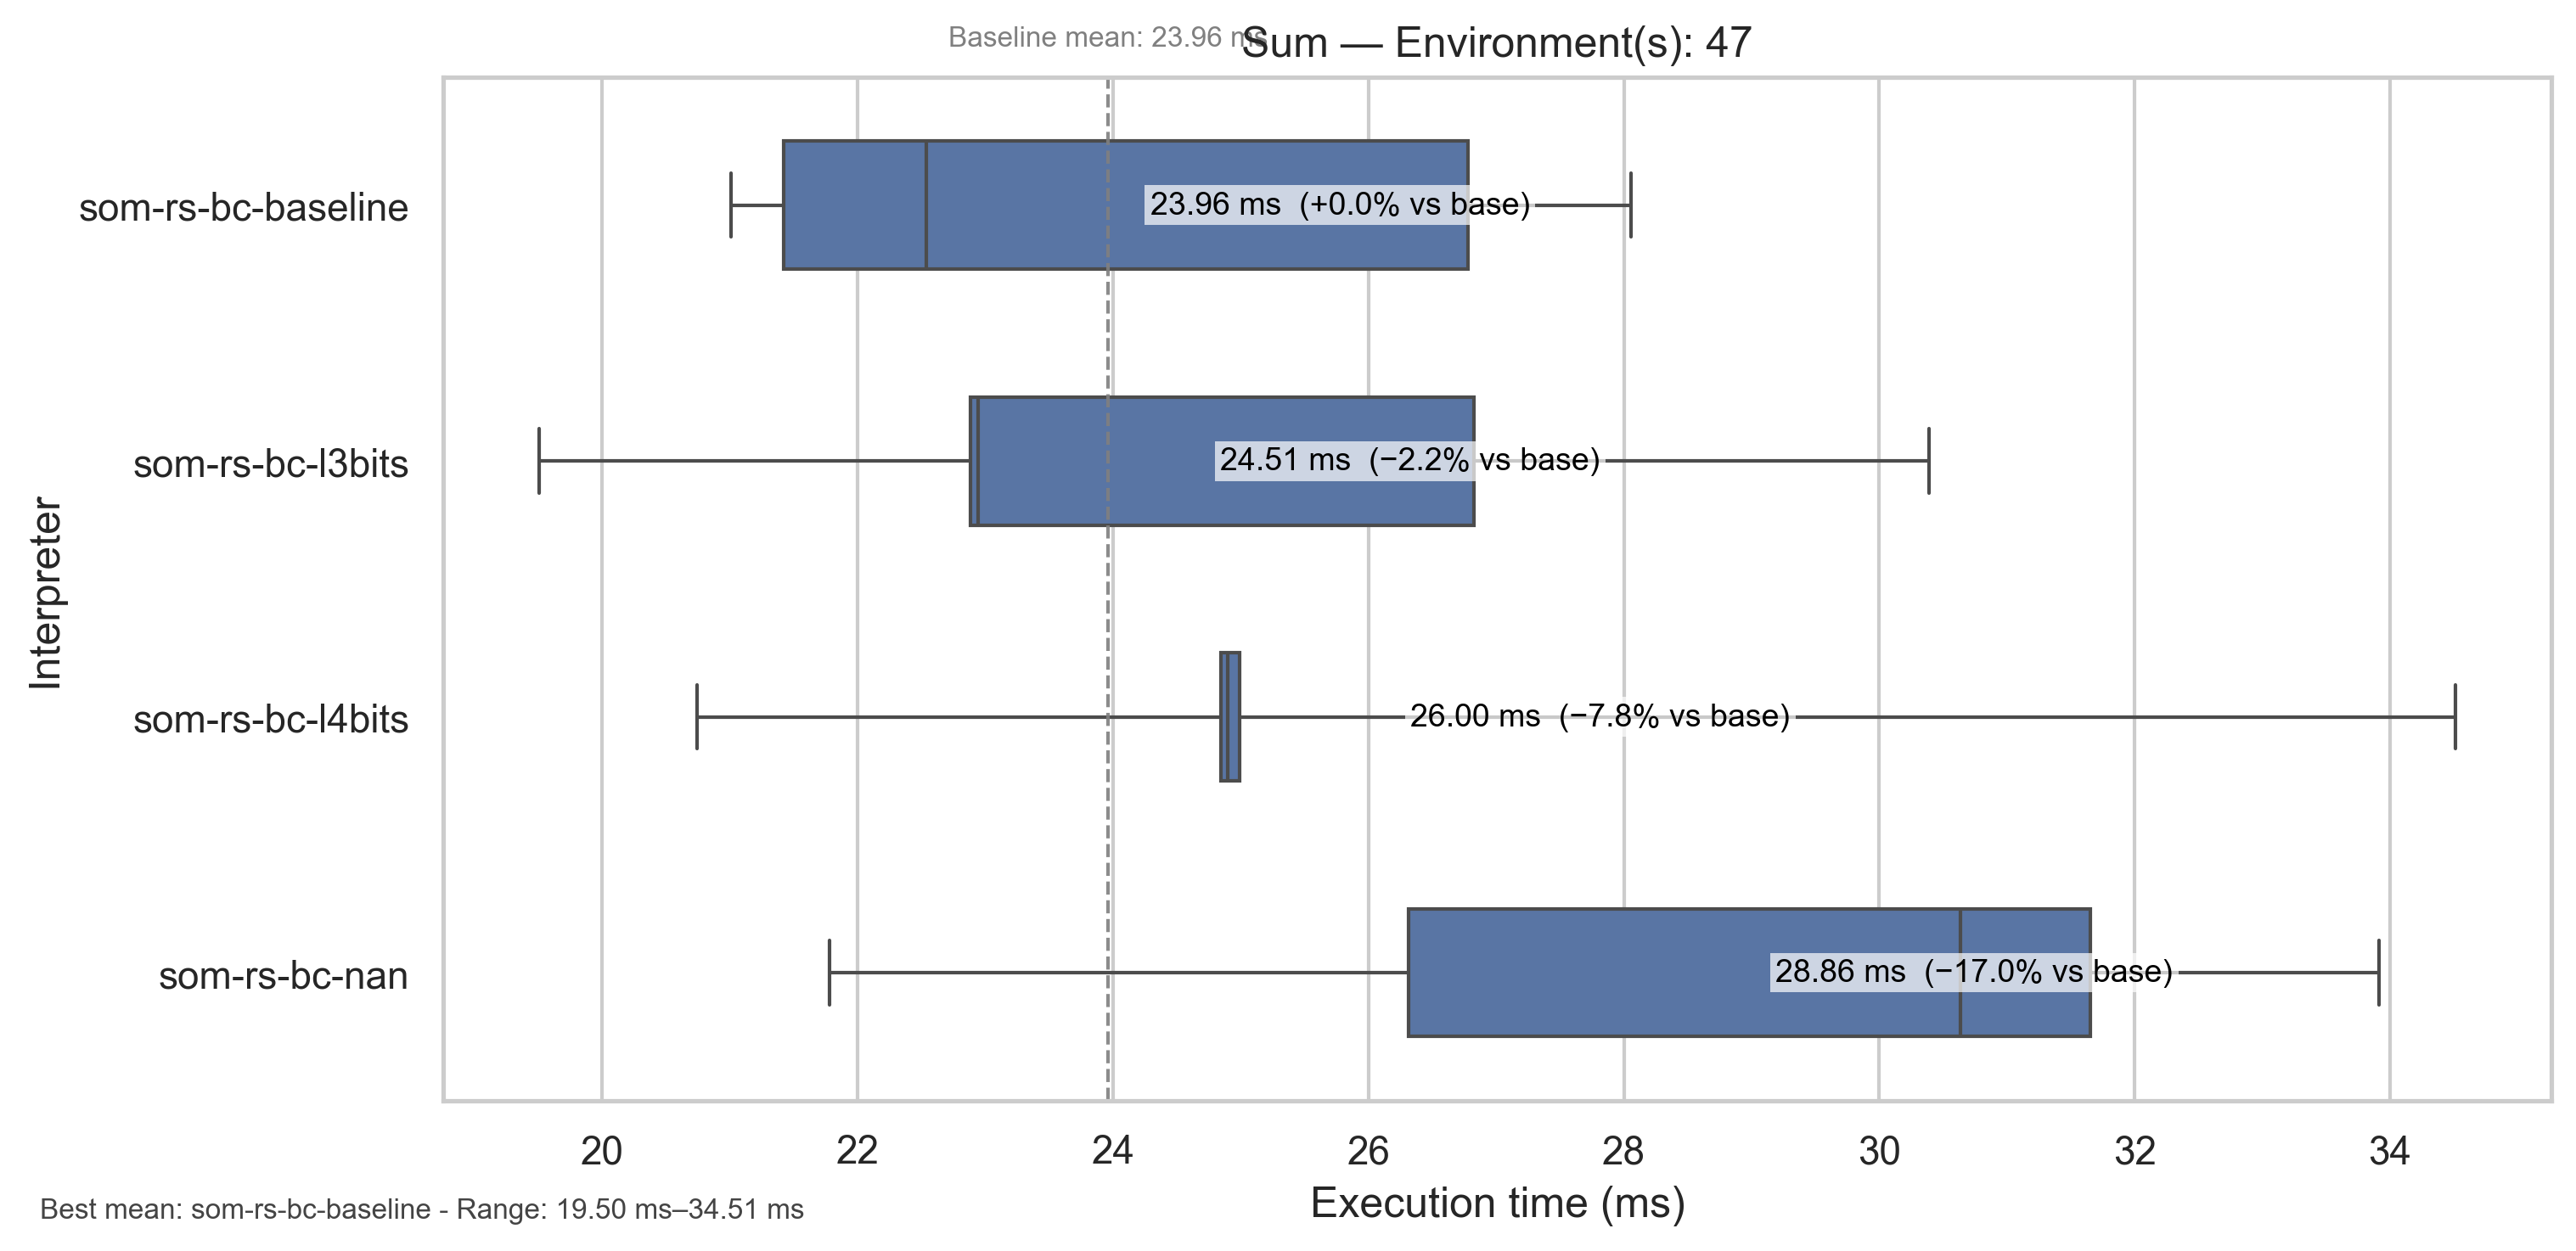 Baseline mean: 23.96 ms
Sum — Environment(s): 47
som-rs-bc-baseline
23.96 ms (+0.0% vs base)
som-rs-bc-l3bits
24.51 ms (−2.2% vs base)
Interpreter
som-rs-bc-l4bits
26.00 ms (−7.8% vs base)
som-rs-bc-nan
28.86 ms (−17.0% vs base)
20 22 24 26 28 30 32 34
Execution time (ms)
Best mean: som-rs-bc-baseline - Range: 19.50 ms–34.51 ms